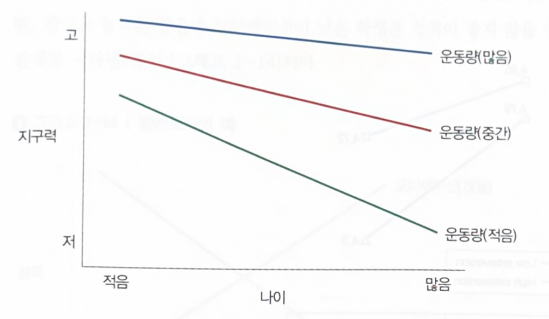 고
운동량(많음)
운동량(중간)
지구력
운동량(적음)
저
적음
많음
나이